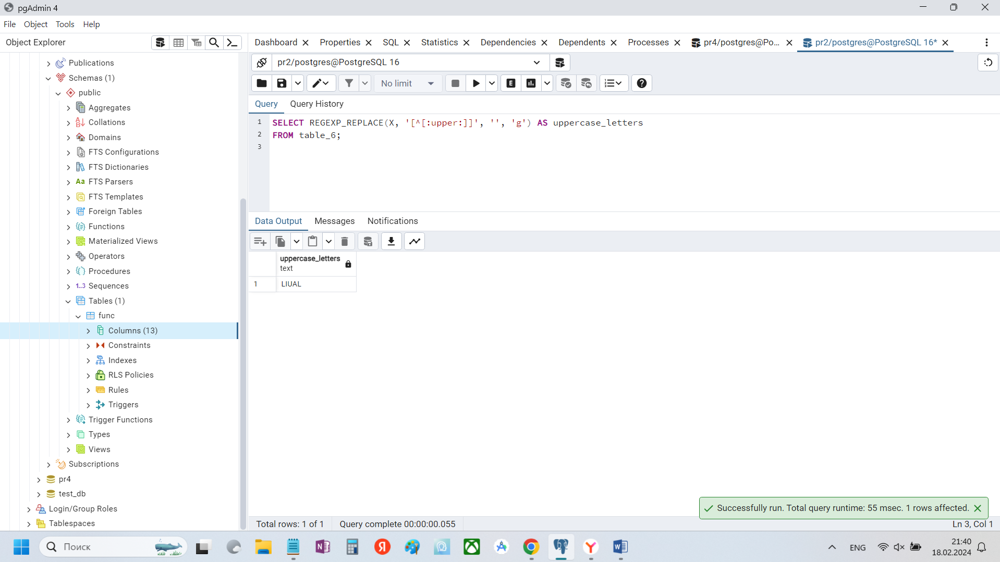 pgAdmin 4
File Object Tools Help
Object Explorer
Dashboard Properties SQL Statistics Dependencies Dependents Processes pr4/postgres@Po... pr2/postgres@PostgreSQL 16*
Publications
Schemas (1)
public
Aggregates
Collations
Domains
FTS Configurations
FTS Dictionaries
Aa FTS Parsers
FTS Templates
Foreign Tables
Functions
Materialized Views
Operators
Procedures
1..3 Sequences
Tables (1)
func
Columns (13)
Constraints
Indexes
RLS Policies
Rules
Triggers
Trigger Functions
Types
Views
Subscriptions
pr4
test_db
Login/Group Roles
Tablespaces
pr2/postgres@PostgreSQL 16
No limit
E
Query Query History
1 SELECT REGEXP_REPLACE(X, '[^[:upper:]]', '', 'g') AS uppercase_letters
2 FROM table_6;
3
Data Output Messages Notifications
uppercase_letters
text
1 LIUAL
Successfully run. Total query runtime: 55 msec. 1 rows affected.
Total rows: 1 of 1 Query complete 00:00:00.055 Ln 3, Col 1
Поиск
ENG
21:40
18.02.2024